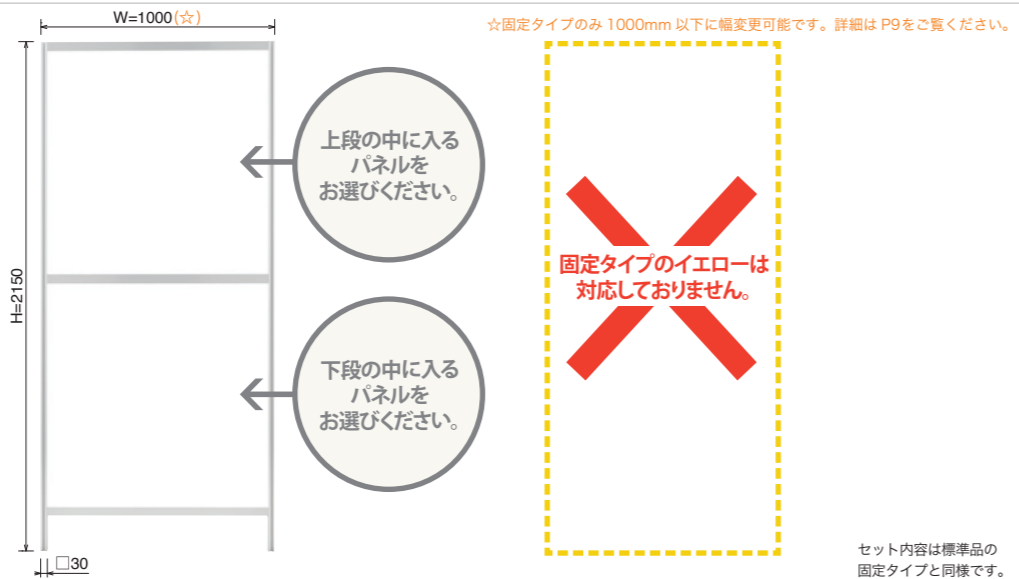 W=1000(☆)
☆固定タイプのみ 1000mm 以下に幅変更可能です。詳細は P9をご覧ください。
上段の中に入る
パネルを
お選びください。
H=2150
固定タイプのイエローは
対応しておりません。
下段の中に入る
パネルを
お選びください。
□30
セット内容は標準品の
固定タイプと同様です。